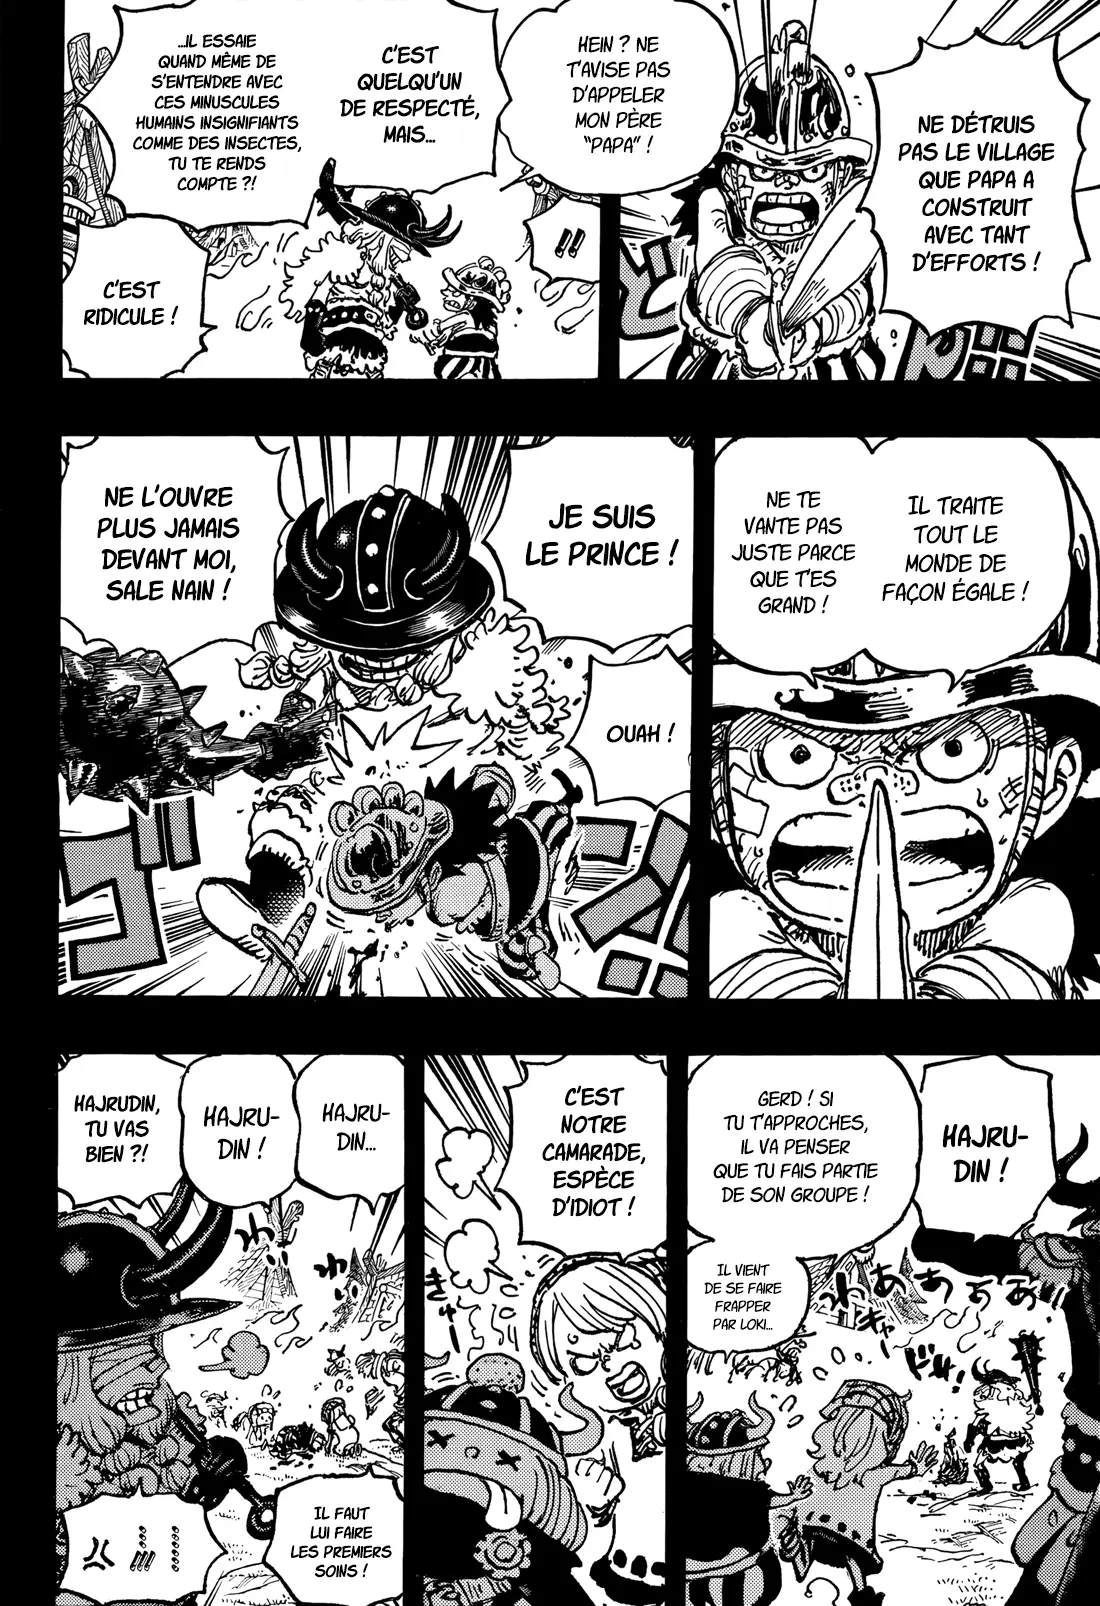 NE DÉTRUIS
PAS LE VILLAGE
QUE PAPA A
CONSTRUIT
AVEC TANT
D'EFFORTS !
HEIN ? NE
T'AVISE PAS
D'APPELER
MON PÈRE
"PAPA" !
!!
C'EST
QUELQU'UN
DE RESPECTÉ,
MAIS...
...IL ESSAIE
QUAND MÊME DE
S'ENTENDRE AVEC
CES MINUSCULES
HUMAINS INSIGNIFIANTS
COMME DES INSECTES,
TU TE RENDS
COMPTE ?!
C'EST
RIDICULE !
IL TRAITE
TOUT LE
MONDE DE
FAÇON ÉGALE !
NE TE
VANTE PAS
JUSTE PARCE
QUE T'ES
GRAND !
JE SUIS
LE PRINCE !
OUAH !
NE L'OUVRE
PLUS JAMAIS
DEVANT MOI,
SALE NAIN !
HAJRU-
DIN !
GERD ! SI
TU T'APPROCHES,
IL VA PENSER
QUE TU FAIS PARTIE
DE SON GROUPE !
IL VIENT
DE SE FAIRE
FRAPPER
PAR LOKI...
C'EST
NOTRE
CAMARADE,
ESPÈCE
D'IDIOT !
HAJRU-
DIN...
HAJRU-
DIN !
HAJRUDIN,
TU VAS
BIEN ?!
IL FAUT
LUI FAIRE
LES PREMIERS
SOINS !